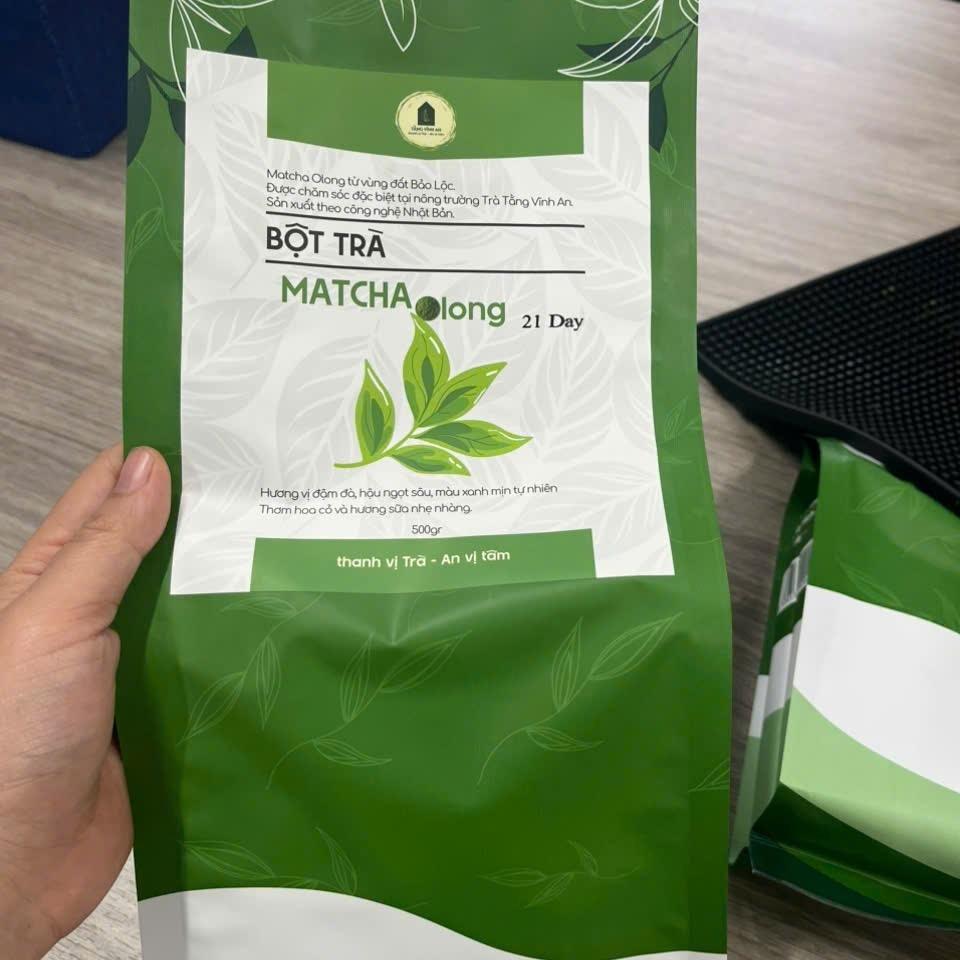 TẰNG VĨNH AN
Matcha Olong từ vùng đất Bảo Lộc.
Được chăm sóc đặc biệt tại nông trường Trà Tằng Vĩnh An.
Sản xuất theo công nghệ Nhật Bản.
BỘT TRÀ
MATCHA Olong 21 Day
Hương vị đậm đà, hậu ngọt sâu, màu xanh mịn tự nhiên
Thơm hoa cỏ và hương sữa nhẹ nhàng.
500gr
thanh vị Trà - An vị tâm